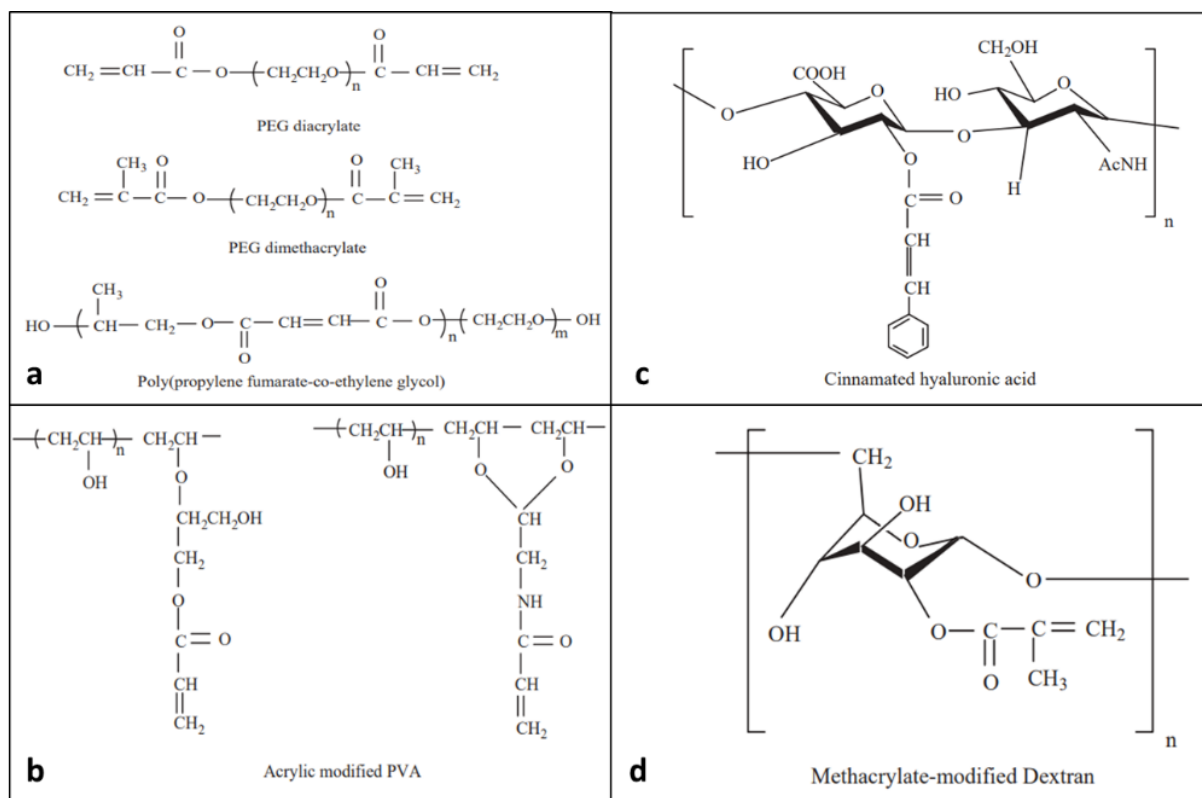 O O
CH₂=CH—C—O—(CH₂CH₂O)ₙ—C—CH=CH₂
PEG diacrylate
CH₃ O O CH₃
CH₂=C—C—O—(CH₂CH₂O)ₙ—C—C=CH₂
PEG dimethacrylate
CH₃ O
HO—(CH—CH₂—O—C—CH=CH—C—O)ₙ(CH₂CH₂O)ₘ—OH
O
a
Poly(propylene fumarate-co-ethylene glycol)
CH₂OH
COOH O O
HO
O
HO O O AcNH
H
C=O n
CH
CH
c
Cinnamated hyaluronic acid
—(CH₂CH)ₙ—CH₂CH—
OH O
CH₂CH₂OH
CH₂
O
C=O
CH
CH₂
—(CH₂CH)ₙ—CH₂CH—CH₂CH—
OH O O
CH
CH₂
NH
C=O
CH
CH₂
b
Acrylic modified PVA
CH₂
OH
O
O
OH O—C—C=CH₂
O CH₃
n
d
Methacrylate-modified Dextran